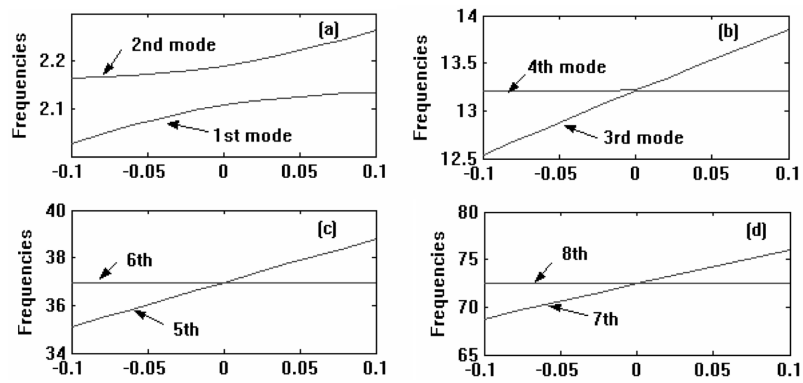 (a)
2nd mode
2.2
2.1
1st mode
Frequencies
-0.1 -0.05 0 0.05 0.1
(b)
14
13.5
13
12.5
4th mode
3rd mode
Frequencies
-0.1 -0.05 0 0.05 0.1
(c)
40
38
36
34
6th
5th
Frequencies
-0.1 -0.05 0 0.05 0.1
(d)
80
75
70
65
8th
7th
Frequencies
-0.1 -0.05 0 0.05 0.1